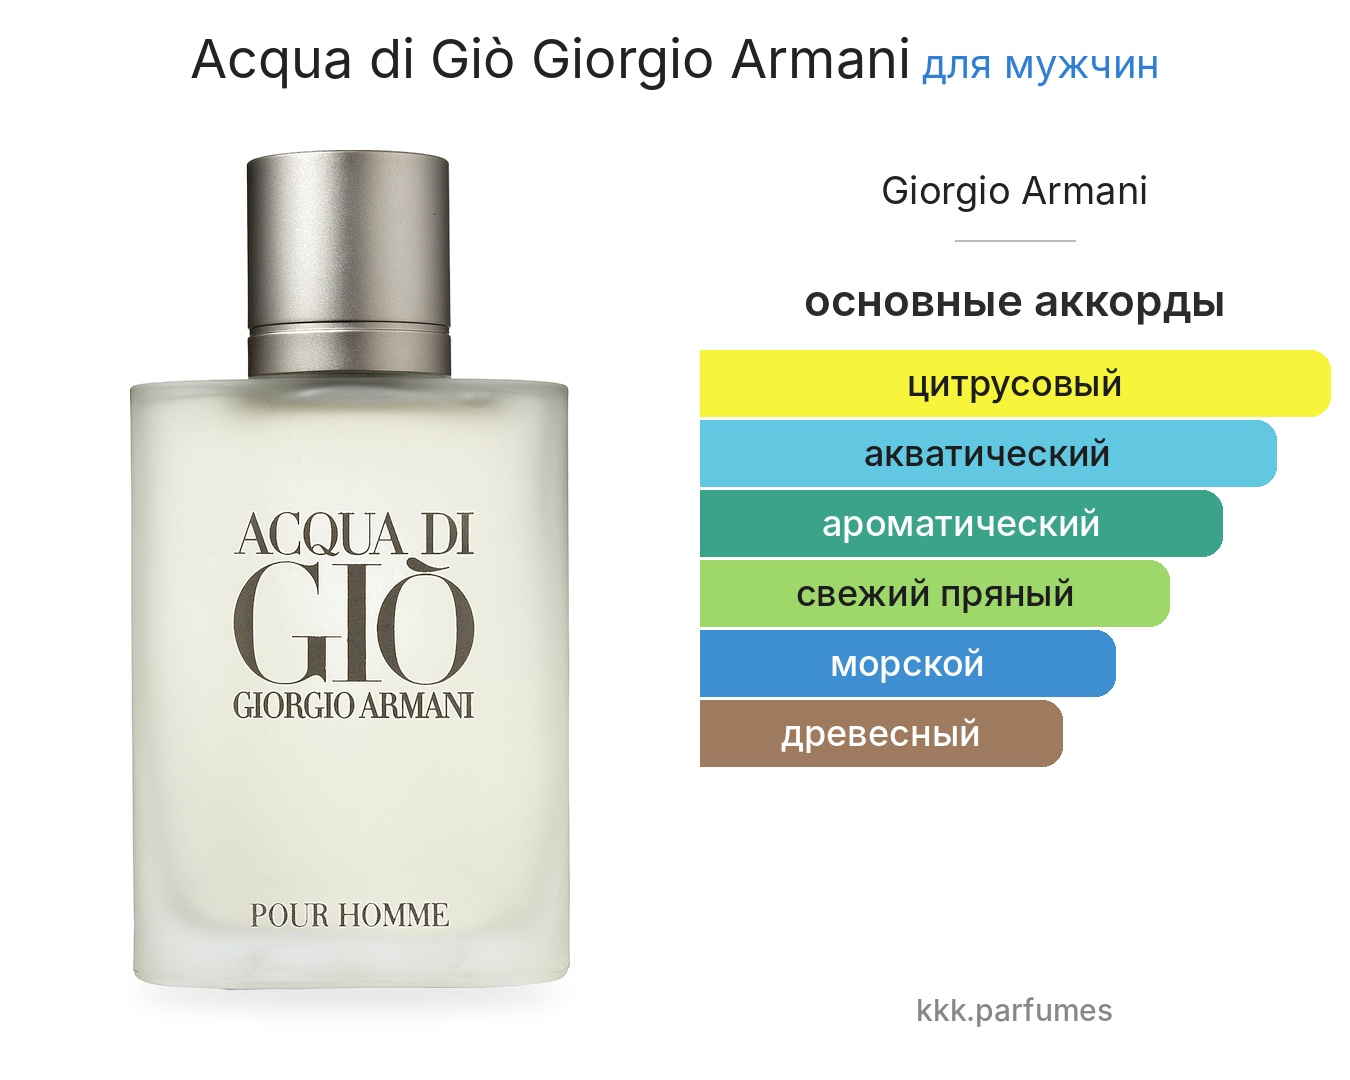 Acqua di Giò Giorgio Armani для мужчин
ACQUA DI
GIÒ
GIORGIO ARMANI
POUR HOMME
Giorgio Armani
основные аккорды
цитрусовый
акватический
ароматический
свежий пряный
морской
древесный
kkk.parfumes